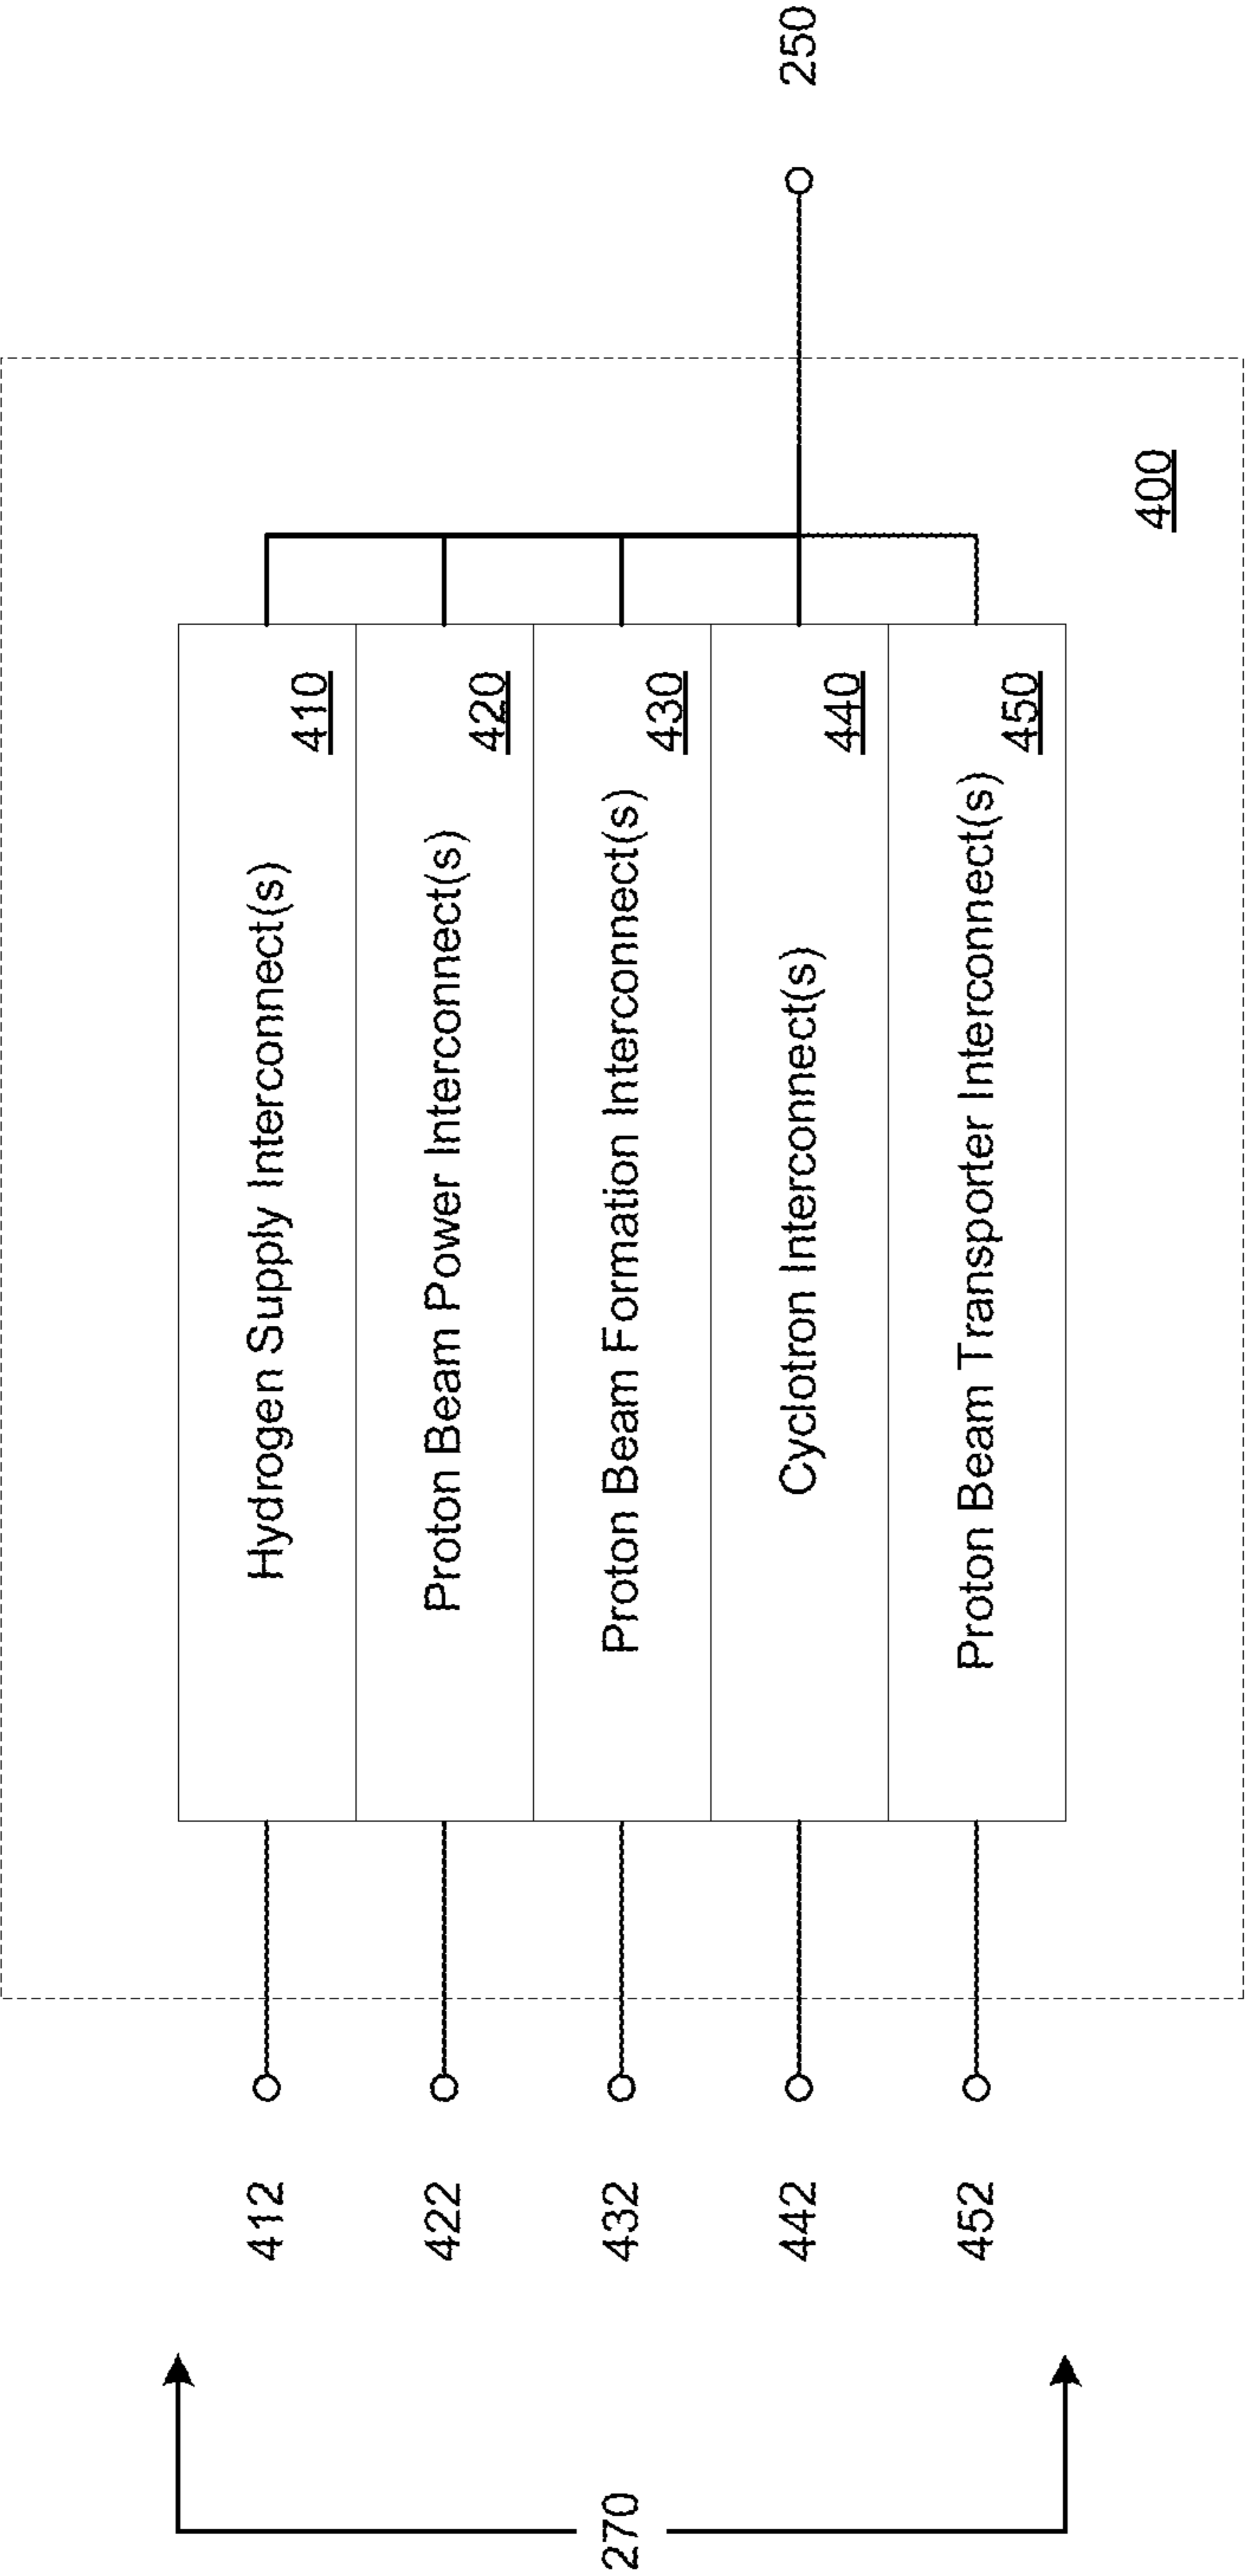 270
412
422
432
442
452
Hydrogen Supply Interconnect(s)
410
Proton Beam Power Interconnect(s)
420
Proton Beam Formation Interconnect(s)
430
Cyclotron Interconnect(s)
440
Proton Beam Transporter Interconnect(s)
450
400
250